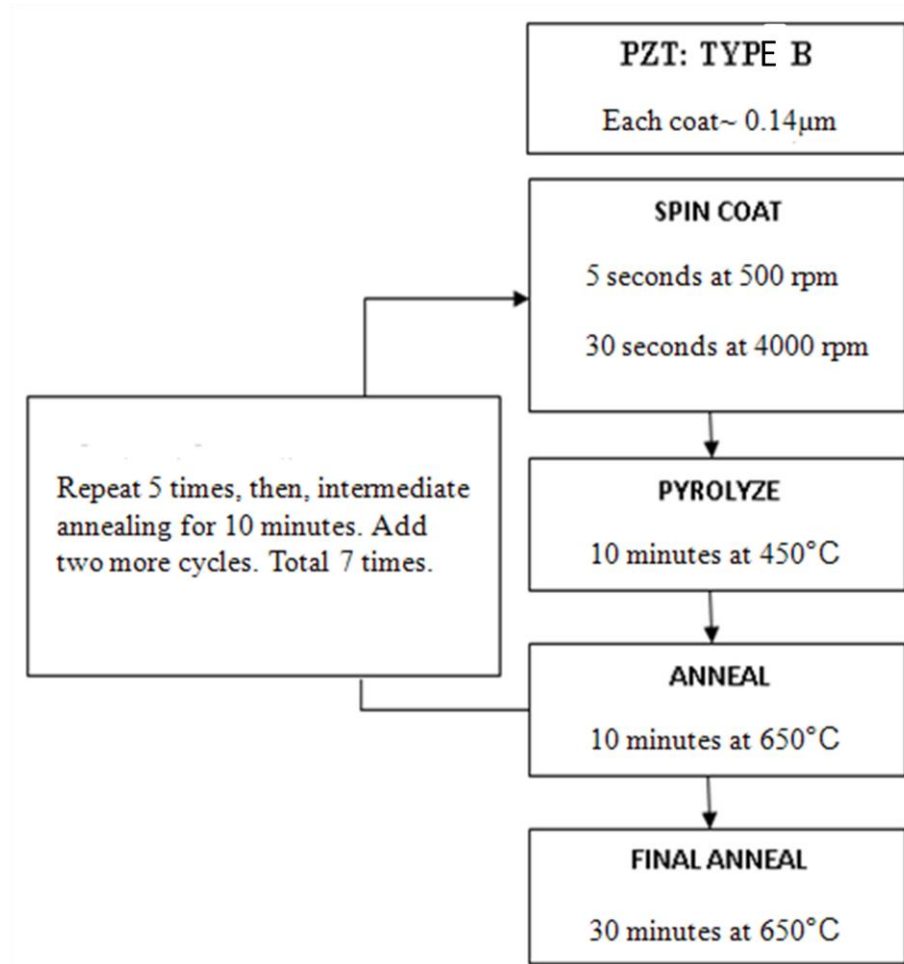 PZT: TYPE B
Each coat~ 0.14µm
SPIN COAT
5 seconds at 500 rpm
30 seconds at 4000 rpm
Repeat 5 times, then, intermediate
annealing for 10 minutes. Add
two more cycles. Total 7 times.
PYROLYZE
10 minutes at 450°C
ANNEAL
10 minutes at 650°C
FINAL ANNEAL
30 minutes at 650°C